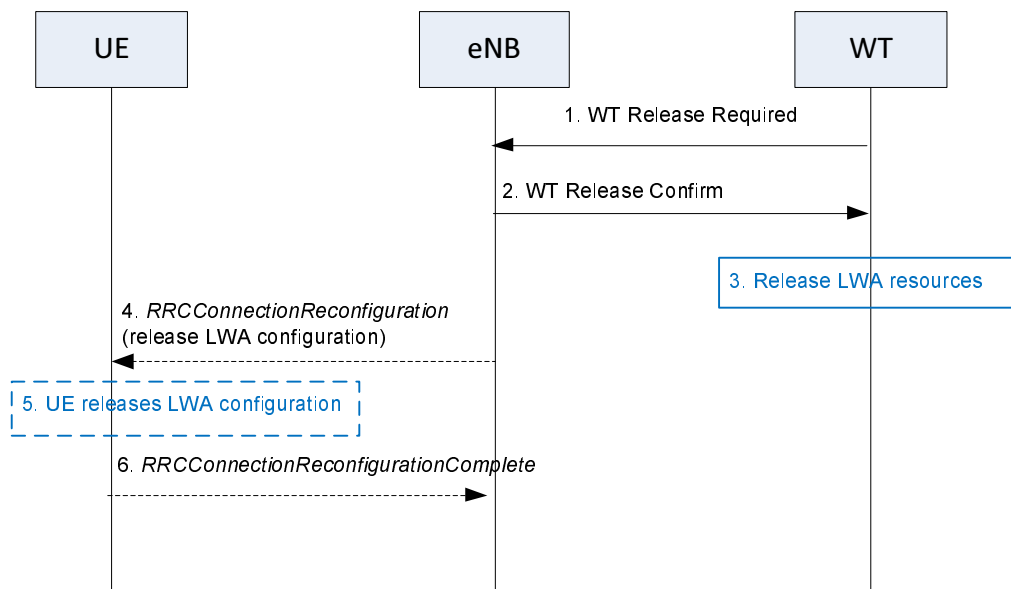 UE
eNB
WT
1. WT Release Required
2. WT Release Confirm
3. Release LWA resources
4. RRCConnectionReconfiguration
(release LWA configuration)
5. UE releases LWA configuration
6. RRCConnectionReconfigurationComplete